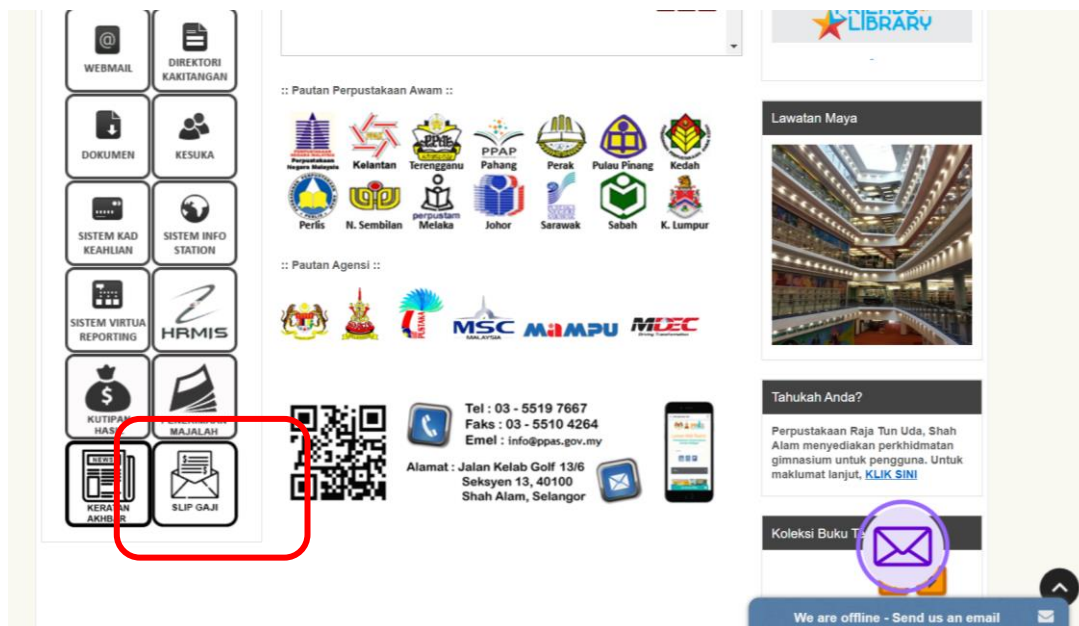 WEBMAIL
DIREKTORI
KAKITANGAN
DOKUMEN
KESUKA
SISTEM KAD
KEAHLIAN
SISTEM INFO
STATION
SISTEM VIRTUA
REPORTING
HRMIS
KUTIPAN
MAJALAH
NEWS
KERATAN
AKHBAR
SLIP GAJI
:: Pautan Perpustakaan Awam ::
Perpustakaan
Negara Malaysia
Kelantan
Terengganu
PPAP
Pahang
Perak
Pulau Pinang
Kedah
Perlis
N. Sembilan
perpustam
Melaka
Johor
Sarawak
Sabah
K. Lumpur
:: Pautan Agensi ::
MSC
MALAYSIA
MAMPU
MDEC
Tel : 03 - 5519 7667
Faks : 03 - 5510 4264
Emel : info@ppas.gov.my
Alamat : Jalan Kelab Golf 13/6
Seksyen 13, 40100
Shah Alam, Selangor
LIBRARY
Lawatan Maya
Tahukah Anda?
Perpustakaan Raja Tun Uda, Shah
Alam menyediakan perkhidmatan
gimnasium untuk pengguna. Untuk
maklumat lanjut, KLIK SINI
Koleksi Buku
We are offline - Send us an email